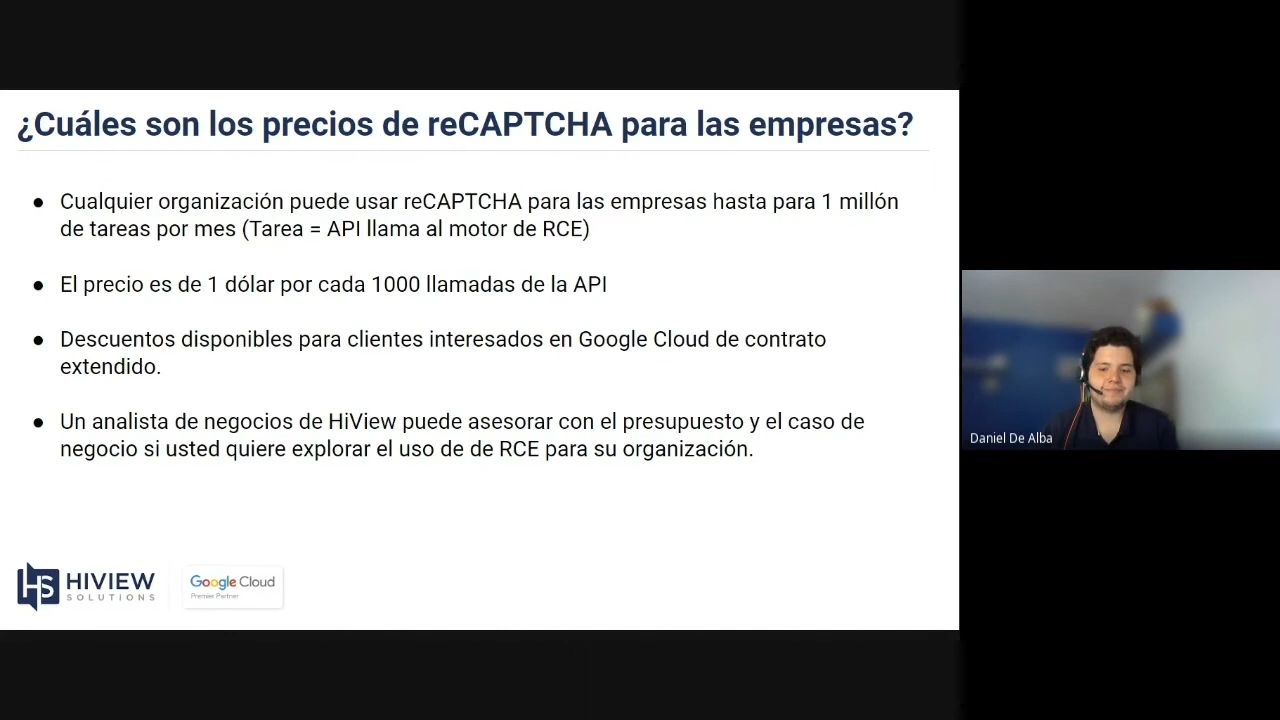 ¿Cuáles son los precios de reCAPTCHA para las empresas?
● Cualquier organización puede usar reCAPTCHA para las empresas hasta para 1 millón
de tareas por mes (Tarea = API llama al motor de RCE)
● El precio es de 1 dólar por cada 1000 llamadas de la API
● Descuentos disponibles para clientes interesados en Google Cloud de contrato
extendido.
● Un analista de negocios de HiView puede asesorar con el presupuesto y el caso de
negocio si usted quiere explorar el uso de de RCE para su organización.
Daniel De Alba
HS HIVIEW
SOLUTIONS
Google Cloud
Premier Partner